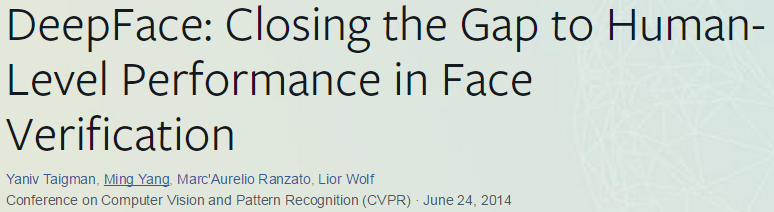 DeepFace: Closing the Gap to Human-
Level Performance in Face
Verification
Yaniv Taigman, Ming Yang, Marc'Aurelio Ranzato, Lior Wolf
Conference on Computer Vision and Pattern Recognition (CVPR) · June 24, 2014